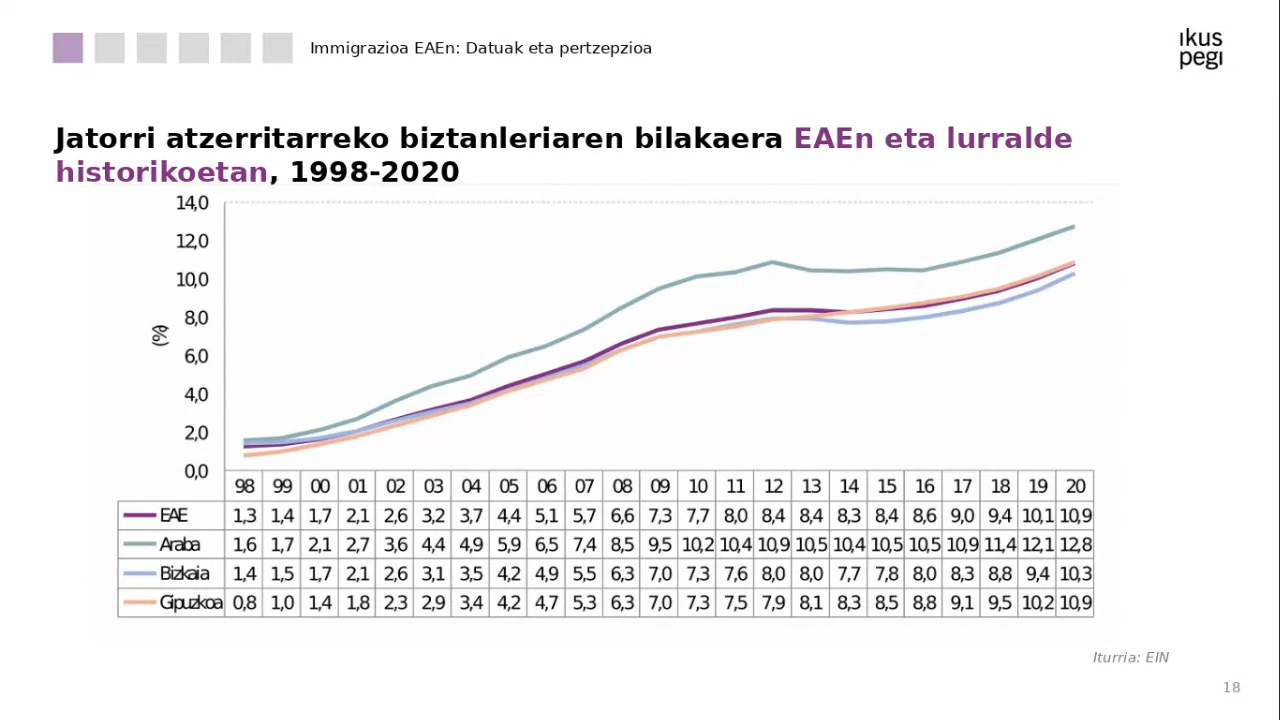 Immigrazioa EAEn: Datuak eta pertzepzioa
ikus
pegi
Jatorri atzerritarreko biztanleriaren bilakaera EAEn eta lurralde
historikoetan, 1998-2020
14,0
12,0
10,0
8,0
6,0
4,0
2,0
0,0
(%)
98 99 00 01 02 03 04 05 06 07 08 09 10 11 12 13 14 15 16 17 18 19 20
EAE 1,3 1,4 1,7 2,1 2,6 3,2 3,7 4,4 5,1 5,7 6,6 7,3 7,7 8,0 8,4 8,4 8,3 8,4 8,6 9,0 9,4 10,1 10,9
Araba 1,6 1,7 2,1 2,7 3,6 4,4 4,9 5,9 6,5 7,4 8,5 9,5 10,2 10,4 10,9 10,5 10,4 10,5 10,5 10,9 11,4 12,1 12,8
Bizkaia 1,4 1,5 1,7 2,1 2,6 3,1 3,5 4,2 4,9 5,5 6,3 7,0 7,3 7,6 8,0 8,0 7,7 7,8 8,0 8,3 8,8 9,4 10,3
Gipuzkoa 0,8 1,0 1,4 1,8 2,3 2,9 3,4 4,2 4,7 5,3 6,3 7,0 7,3 7,5 7,9 8,1 8,3 8,5 8,8 9,1 9,5 10,2 10,9
Iturria: EIN
18